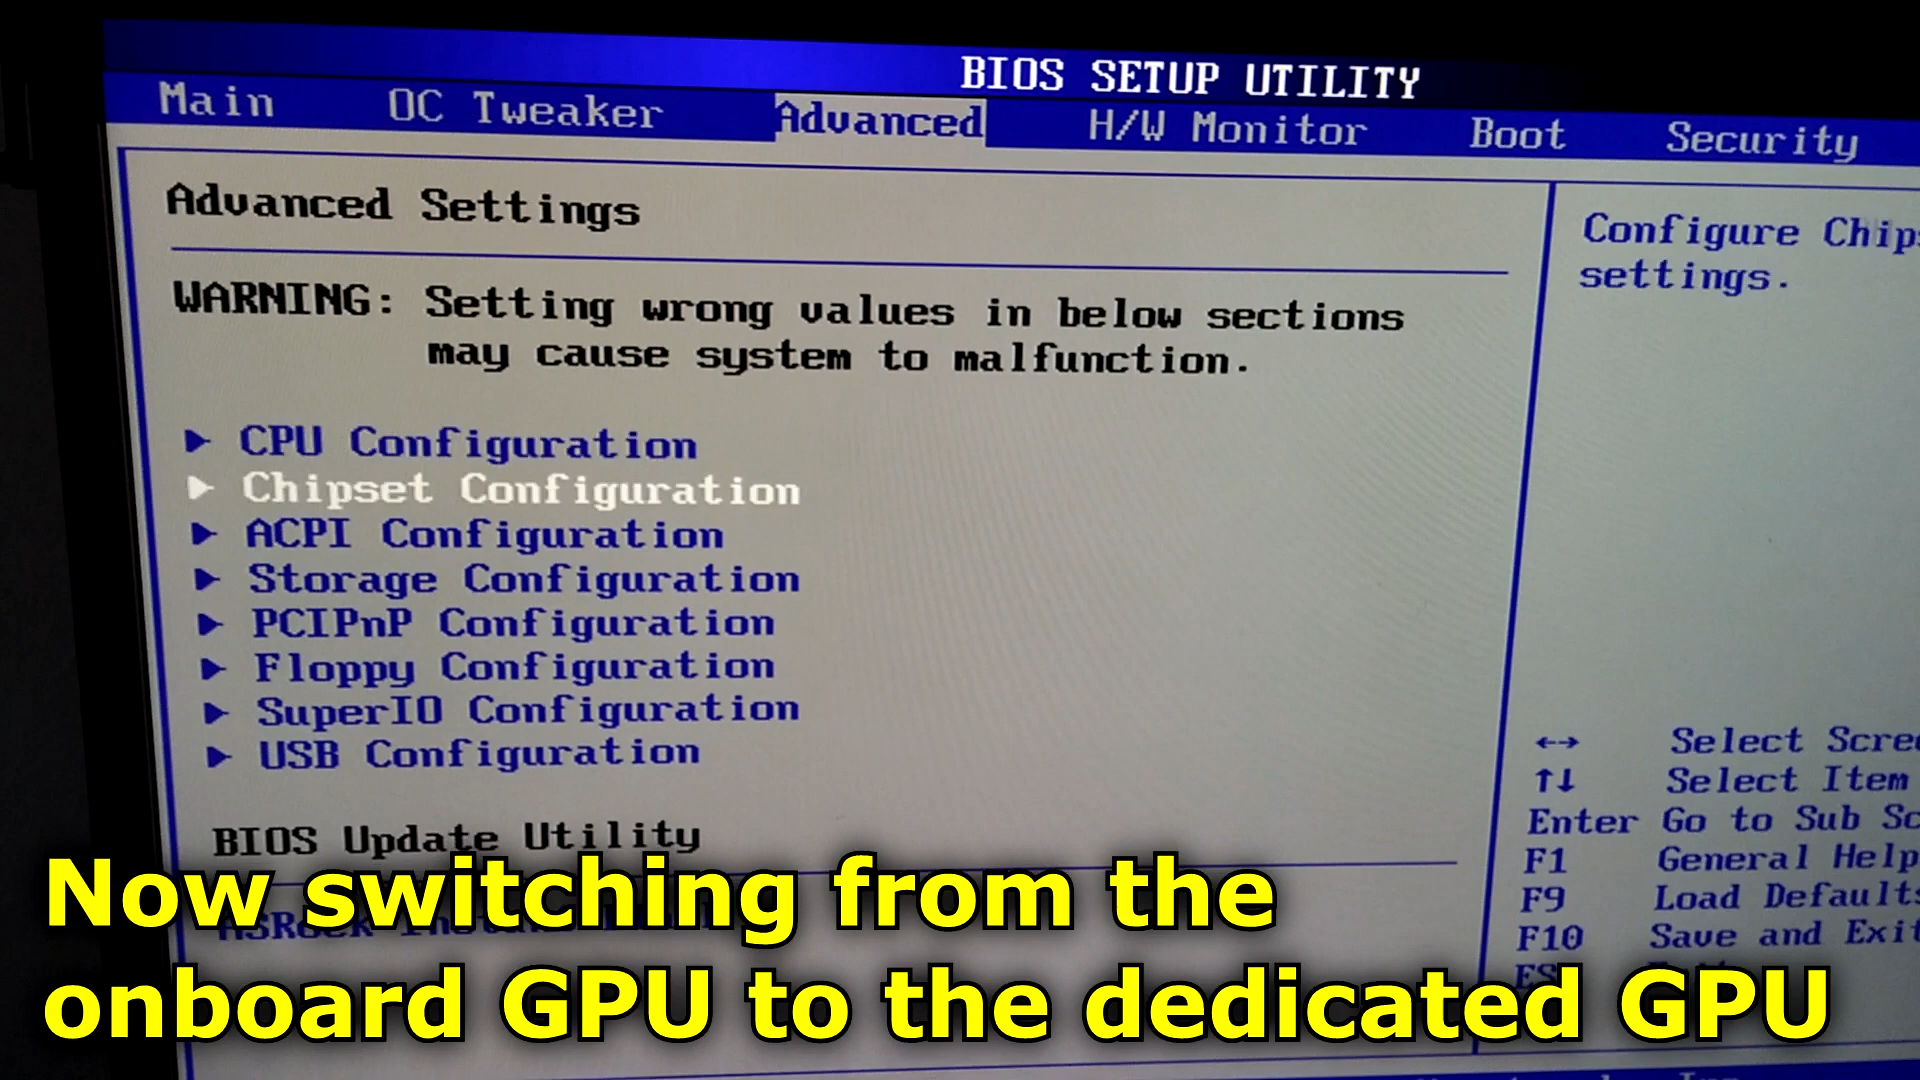 BIOS SETUP UTILITY
Main OC Tweaker Advanced H/W Monitor Boot Security
Advanced Settings
WARNING: Setting wrong values in below sections
may cause system to malfunction.
► CPU Configuration
► Chipset Configuration
► ACPI Configuration
► Storage Configuration
► PCIPnP Configuration
► Floppy Configuration
► SuperIO Configuration
► USB Configuration
BIOS Update Utility
Configure Chips
settings.
←→ Select Scree
↑↓ Select Item
Enter Go to Sub Sc
F1 General Help
F9 Load Defaults
F10 Save and Exit
Now switching from the
onboard GPU to the dedicated GPU